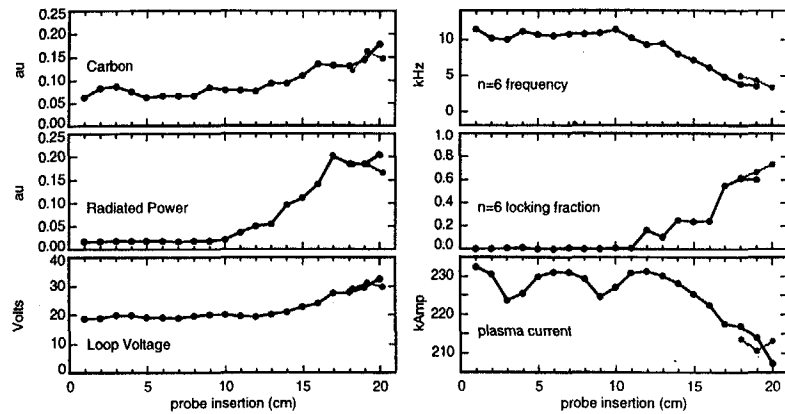 0.25
0.20
0.15
0.10
0.05
0.00
au
Carbon
0.25
0.20
0.15
0.10
0.05
0.00
au
Radiated Power
40
30
20
10
0
Volts
Loop Voltage
0 5 10 15 20
probe insertion (cm)
10
5
0
kHz
n=6 frequency
1.0
0.8
0.6
0.4
0.2
0.0
n=6 locking fraction
230
220
210
kAmp
plasma current
0 5 10 15 20
probe insertion (cm)